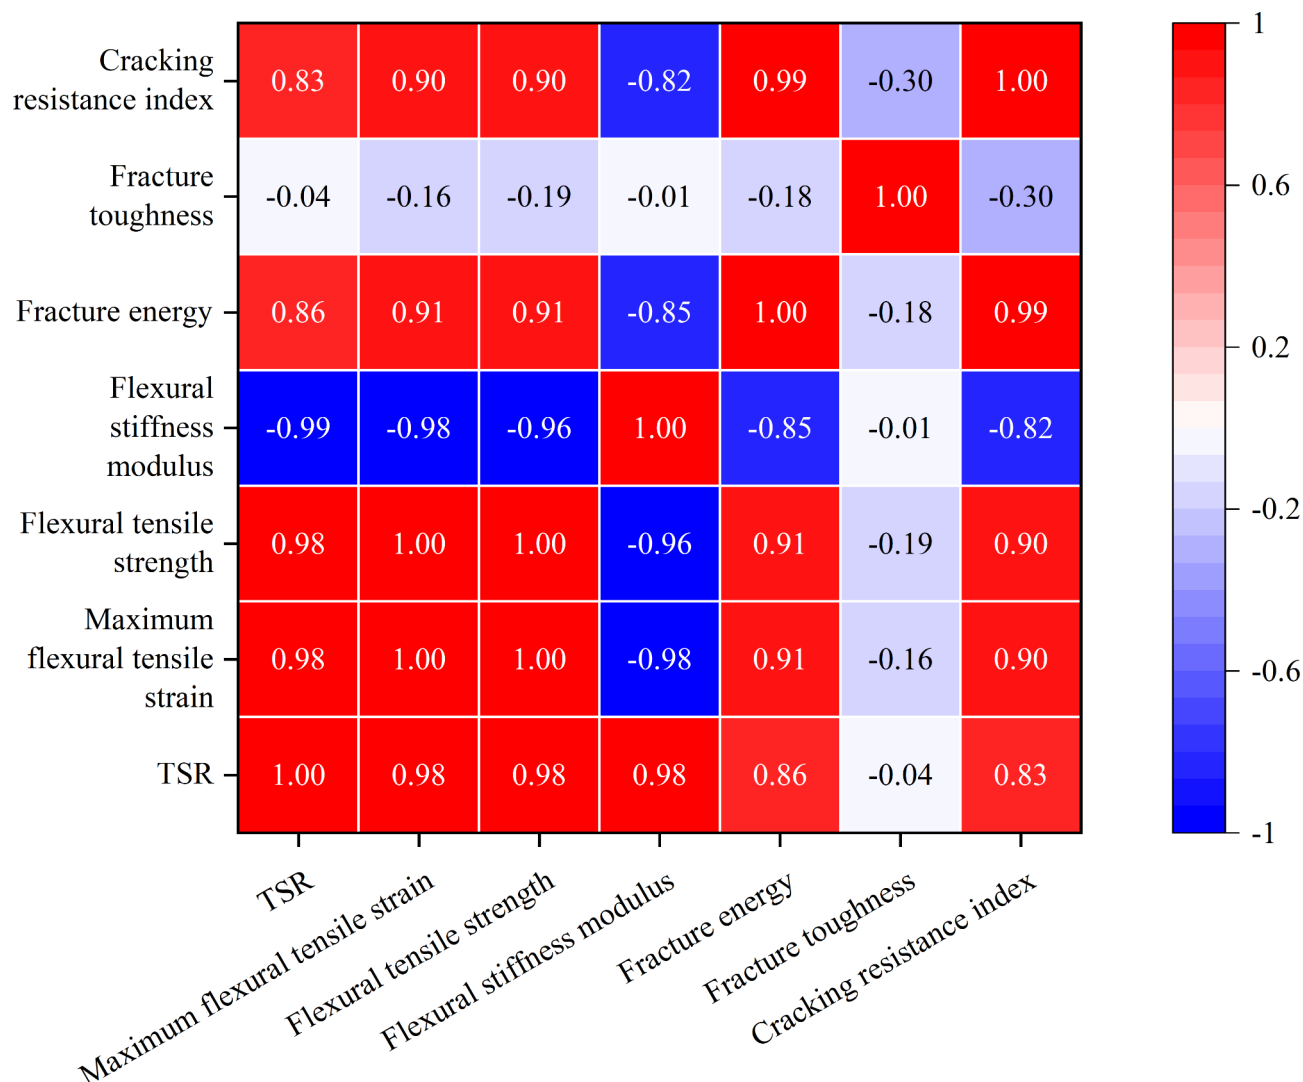 Cracking
resistance index
0.83 0.90 0.90 -0.82 0.99 -0.30 1.00
Fracture
toughness
-0.04 -0.16 -0.19 -0.01 -0.18 1.00 -0.30
Fracture energy
0.86 0.91 0.91 -0.85 1.00 -0.18 0.99
Flexural
stiffness
modulus
-0.99 -0.98 -0.96 1.00 -0.85 -0.01 -0.82
Flexural tensile
strength
0.98 1.00 1.00 -0.96 0.91 -0.19 0.90
Maximum
flexural tensile
strain
0.98 1.00 1.00 -0.98 0.91 -0.16 0.90
TSR
1.00 0.98 0.98 0.98 0.86 -0.04 0.83
TSR
Maximum flexural tensile strain
Flexural tensile strength
Flexural stiffness modulus
Fracture energy
Fracture toughness
Cracking resistance index
1
0.6
0.2
-0.2
-0.6
-1